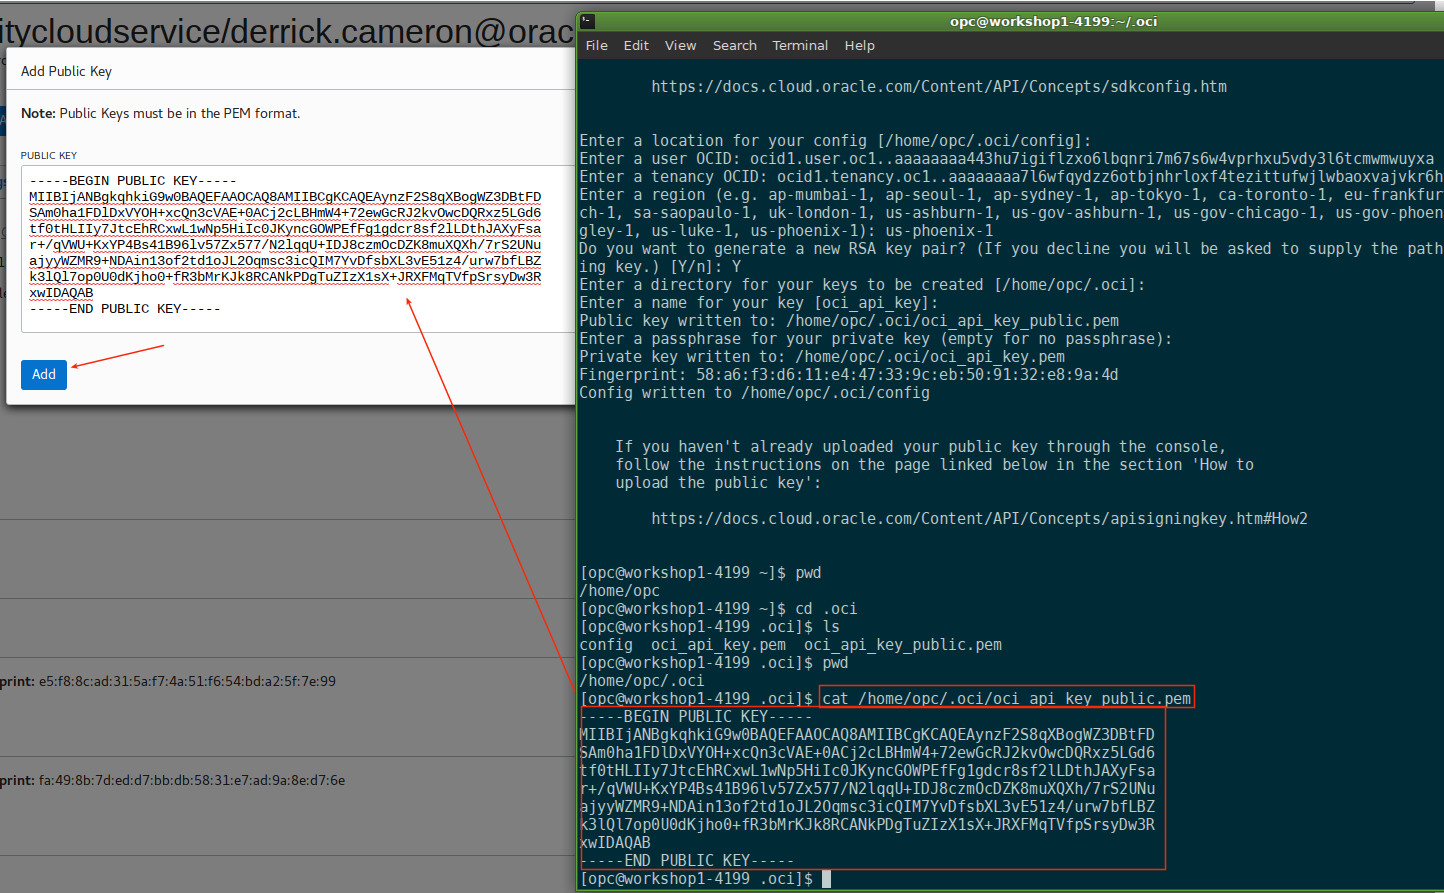 itycloudservice/derrick.cameron@orac
Add Public Key
Note: Public Keys must be in the PEM format.
PUBLIC KEY
-----BEGIN PUBLIC KEY-----
MIIBIjANBgkqhkiG9w0BAQEFAAOCAQ8AMIIBCgKCAQEAynzF2S8qXBogWZ3DBtFD
SAm0ha1FDlDxVYOH+xcQn3cVAE+0ACj2cLBHmW4+72ewGcRJ2kvOwcDQRxz5LGd6
tf0tHLIIy7JtcEhRCxwL1wNp5HiIc0JKyncGOWPEfFg1gdcr8sf2lLDthJAXyFsa
r+/qVWU+KxYP4Bs41B96lv57Zx577/N2lqqU+IDJ8czmOcDZK8muXQXh/7rS2UNu
ajyyWZMR9+NDAin13of2td1oJL2Oqmsc3icQIM7YvDfsbXL3vE51z4/urw7bfLBZ
k3lQl7op0U0dKjho0+fR3bMrKJk8RCANkPDgTuZIzX1sX+JRXFMqTVfpSrsyDw3R
xwIDAQAB
-----END PUBLIC KEY-----
Add
print: e5:f8:8c:ad:31:5a:f7:4a:51:f6:54:bd:a2:5f:7e:99
print: fa:49:8b:7d:ed:d7:bb:db:58:31:e7:ad:9a:8e:d7:6e
opc@workshop1-4199:~/.oci
File Edit View Search Terminal Help
https://docs.cloud.oracle.com/Content/API/Concepts/sdkconfig.htm
Enter a location for your config [/home/opc/.oci/config]:
Enter a user OCID: ocid1.user.oc1..aaaaaaaa443hu7igiflzxo6lbqnri7m67s6w4vprhxu5vdy3l6tcmwmwuyxa
Enter a tenancy OCID: ocid1.tenancy.oc1..aaaaaaaa7l6wfqydzz6otbjnhrloxf4tezittufwjlwbaoxvajvkr6h
Enter a region (e.g. ap-mumbai-1, ap-seoul-1, ap-sydney-1, ap-tokyo-1, ca-toronto-1, eu-frankfur
ch-1, sa-saopaulo-1, uk-london-1, us-ashburn-1, us-gov-ashburn-1, us-gov-chicago-1, us-gov-phoen
gley-1, us-luke-1, us-phoenix-1): us-phoenix-1
Do you want to generate a new RSA key pair? (If you decline you will be asked to supply the path
ing key.) [Y/n]: Y
Enter a directory for your keys to be created [/home/opc/.oci]:
Enter a name for your key [oci_api_key]:
Public key written to: /home/opc/.oci/oci_api_key_public.pem
Enter a passphrase for your private key (empty for no passphrase):
Private key written to: /home/opc/.oci/oci_api_key.pem
Fingerprint: 58:a6:f3:d6:11:e4:47:33:9c:eb:50:91:32:e8:9a:4d
Config written to /home/opc/.oci/config
If you haven't already uploaded your public key through the console,
follow the instructions on the page linked below in the section 'How to
upload the public key':
https://docs.cloud.oracle.com/Content/API/Concepts/apisigningkey.htm#How2
[opc@workshop1-4199 ~]$ pwd
/home/opc
[opc@workshop1-4199 ~]$ cd .oci
[opc@workshop1-4199 .oci]$ ls
config  oci_api_key.pem  oci_api_key_public.pem
[opc@workshop1-4199 .oci]$ pwd
/home/opc/.oci
[opc@workshop1-4199 .oci]$ cat /home/opc/.oci/oci_api_key_public.pem
-----BEGIN PUBLIC KEY-----
MIIBIjANBgkqhkiG9w0BAQEFAAOCAQ8AMIIBCgKCAQEAynzF2S8qXBogWZ3DBtFD
SAm0ha1FDlDxVYOH+xcQn3cVAE+0ACj2cLBHmW4+72ewGcRJ2kvOwcDQRxz5LGd6
tf0tHLIIy7JtcEhRCxwL1wNp5HiIc0JKyncGOWPEfFg1gdcr8sf2lLDthJAXyFsa
r+/qVWU+KxYP4Bs41B96lv57Zx577/N2lqqU+IDJ8czmOcDZK8muXQXh/7rS2UNu
ajyyWZMR9+NDAin13of2td1oJL2Oqmsc3icQIM7YvDfsbXL3vE51z4/urw7bfLBZ
k3lQl7op0U0dKjho0+fR3bMrKJk8RCANkPDgTuZIzX1sX+JRXFMqTVfpSrsyDw3R
xwIDAQAB
-----END PUBLIC KEY-----
[opc@workshop1-4199 .oci]$